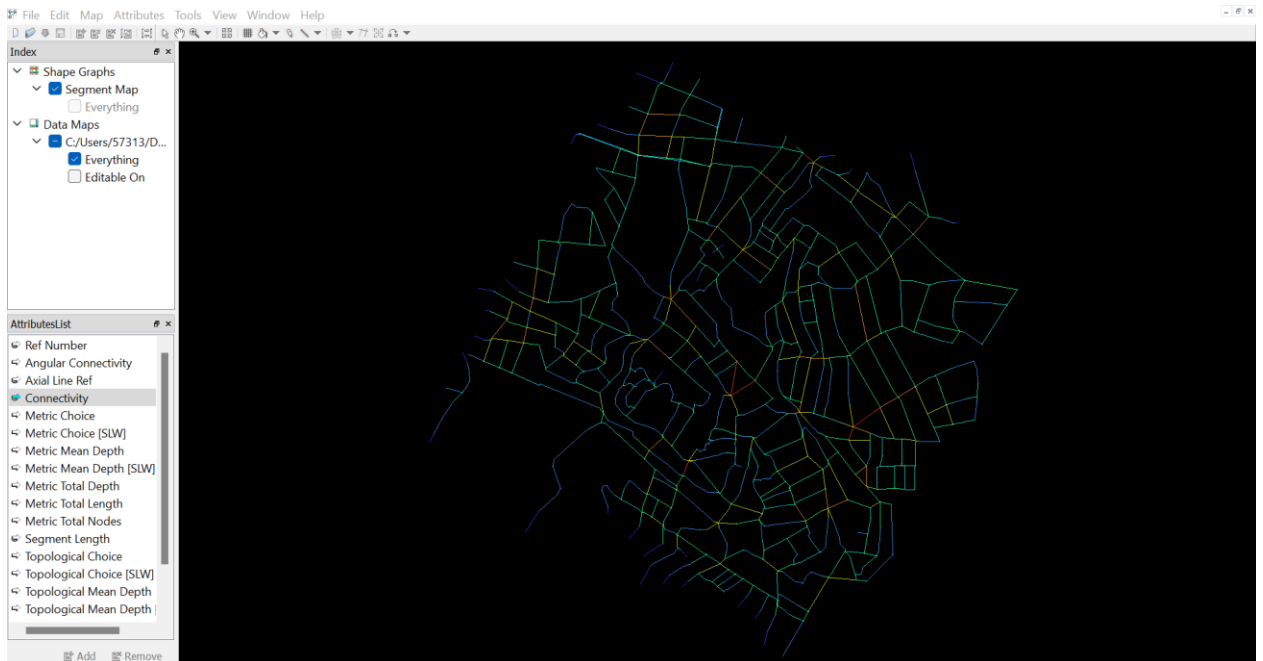 File Edit Map Attributes Tools View Window Help
Index
Shape Graphs
Segment Map
Everything
Data Maps
C:/Users/57313/D...
Everything
Editable On
AttributesList
Ref Number
Angular Connectivity
Axial Line Ref
Connectivity
Metric Choice
Metric Choice [SLW]
Metric Mean Depth
Metric Mean Depth [SLW]
Metric Total Depth
Metric Total Length
Metric Total Nodes
Segment Length
Topological Choice
Topological Choice [SLW]
Topological Mean Depth
Topological Mean Depth [
Add Remove